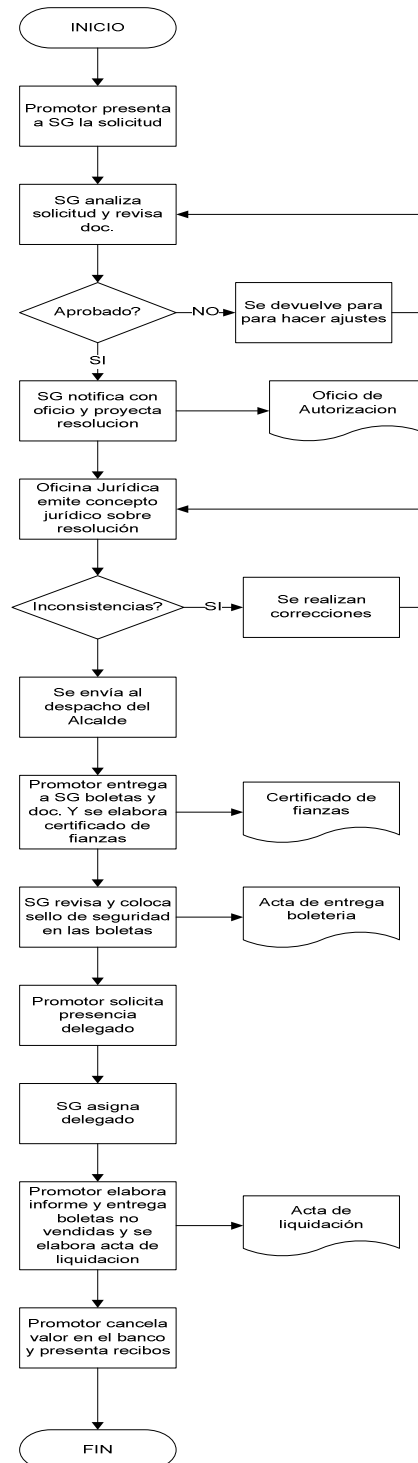 INICIO
Promotor presenta
a SG la solicitud
SG analiza
solicitud y revisa
doc.
Aprobado?
NO
Se devuelve para
para hacer ajustes
SI
SG notifica con
oficio y proyecta
resolucion
Oficio de
Autorizacion
Oficina Jurídica
emite concepto
jurídico sobre
resolución
Inconsistencias?
SI
Se realizan
correcciones
Se envía al
despacho del
Alcalde
Promotor entrega
a SG boletas y
doc. Y se elabora
certificado de
fianzas
Certificado de
fianzas
SG revisa y coloca
sello de seguridad
en las boletas
Acta de entrega
boleteria
Promotor solicita
presencia
delegado
SG asigna
delegado
Promotor elabora
informe y entrega
boletas no
vendidas y se
elabora acta de
liquidacion
Acta de
liquidación
Promotor cancela
valor en el banco
y presenta recibos
FIN